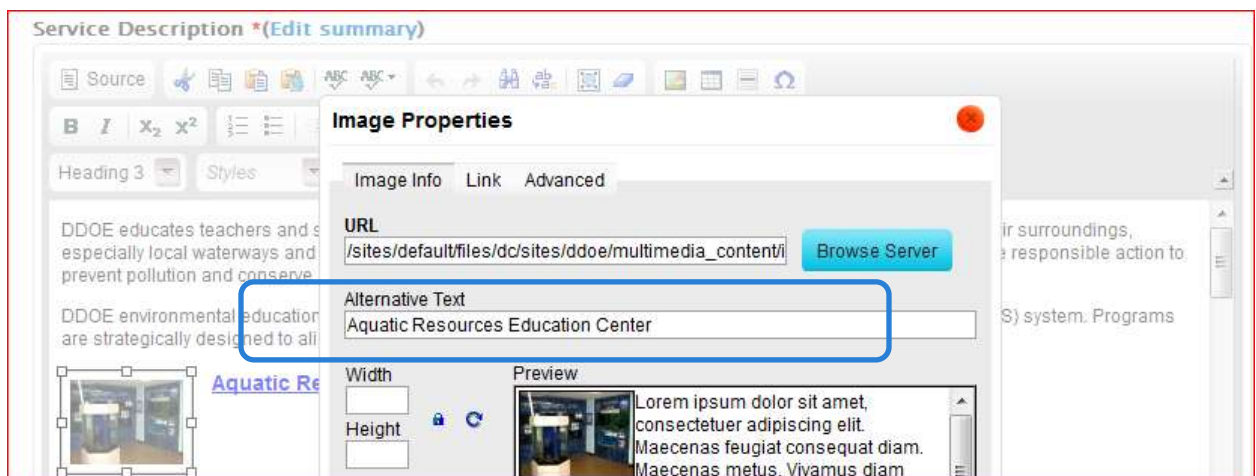 Service Description *(Edit summary)
Source ABC ABC Ω
B I X₂ X²
Heading 3 Styles
Image Properties
Image Info Link Advanced
URL
/sites/default/files/dc/sites/ddoe/multimedia_content/i Browse Server
Alternative Text
Aquatic Resources Education Center
Width Preview
Height
Lorem ipsum dolor sit amet,
consectetuer adipiscing elit.
Maecenas feugiat consequat diam.
Maecenas metus. Vivamus diam
DDOE educates teachers and ir surroundings,
especially local waterways and responsible action to
prevent pollution and conserve
DDOE environmental education S) system. Programs
are strategically designed to ali
Aquatic Re